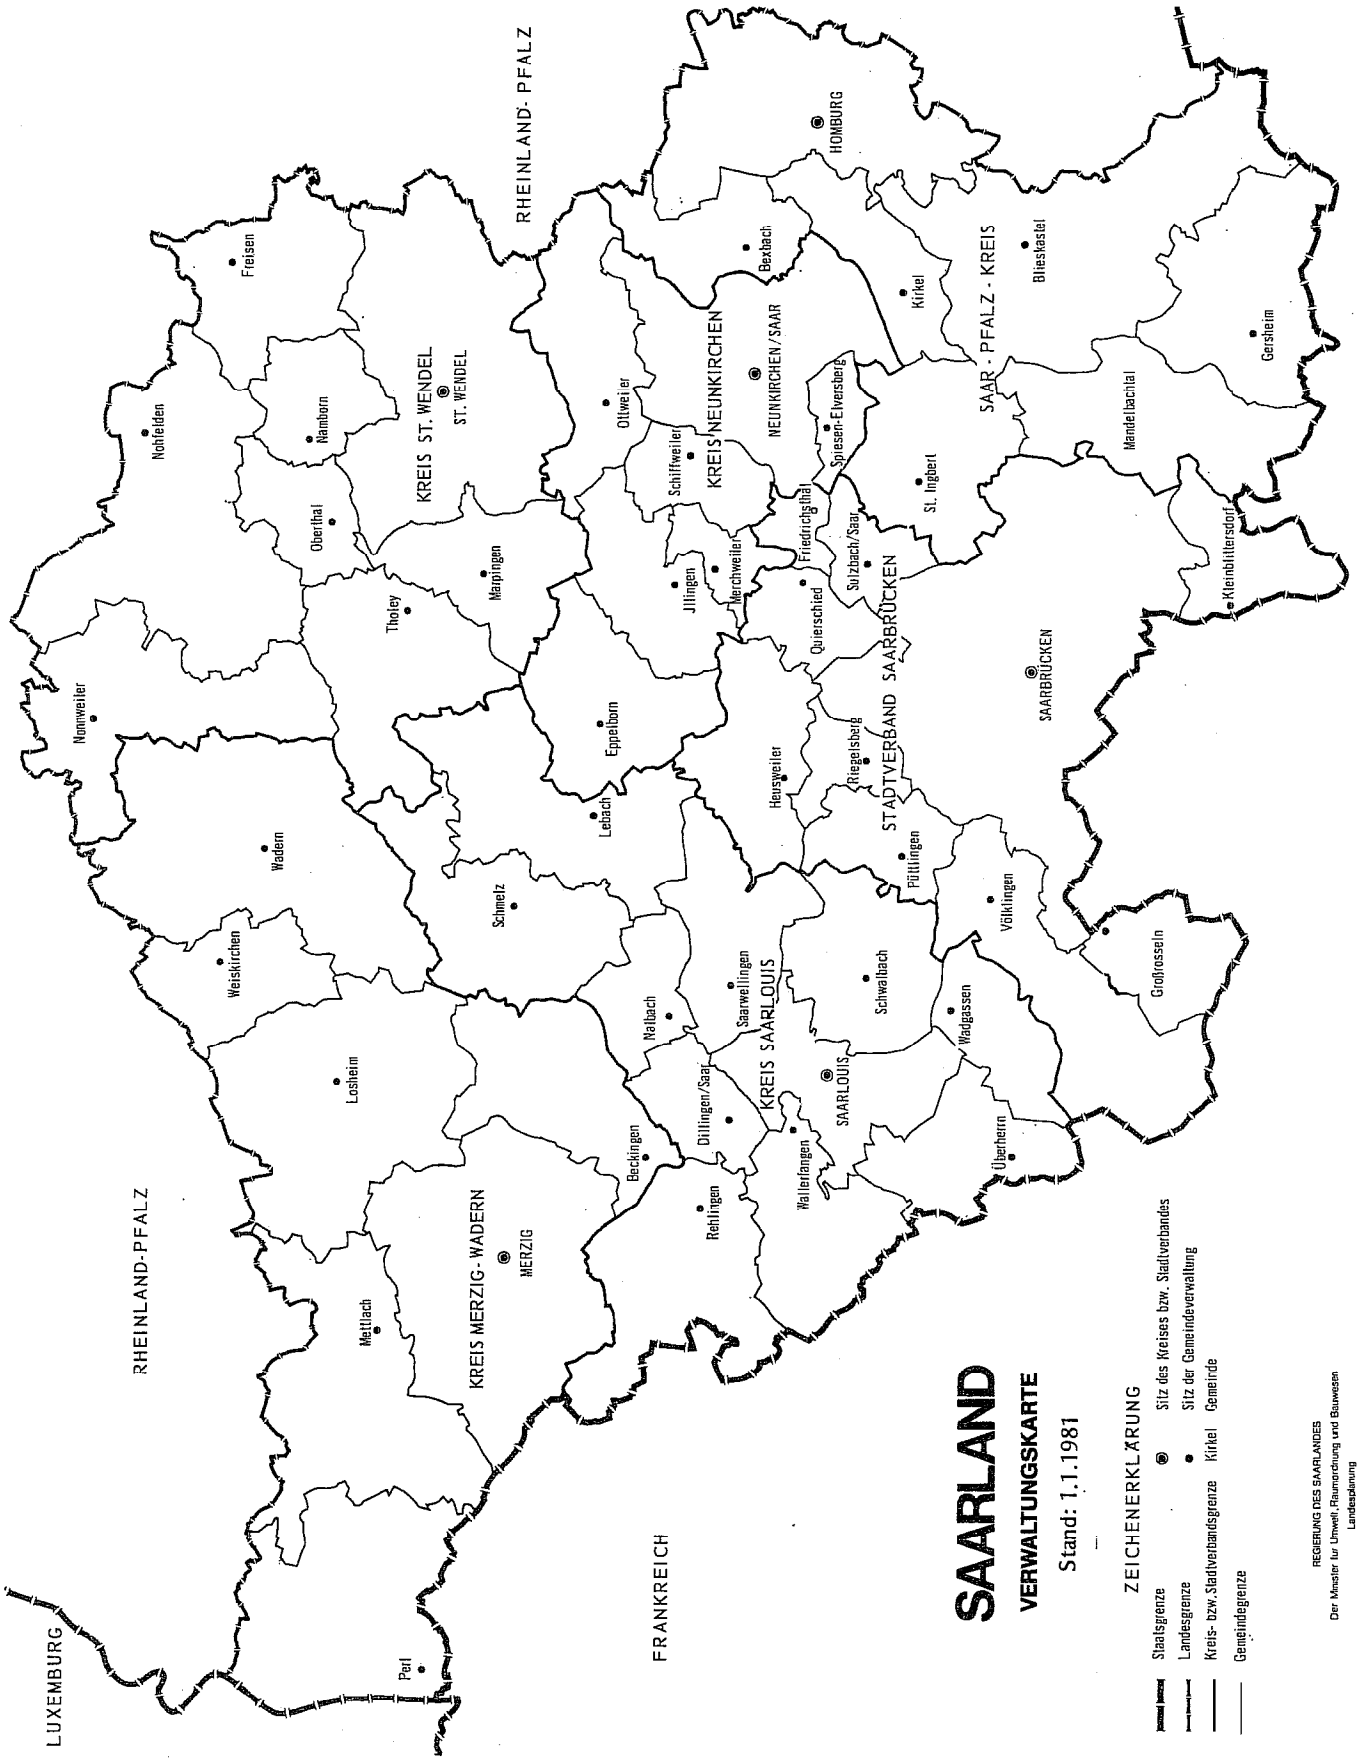 LUXEMBURG
RHEINLAND-PFALZ
RHEINLAND-PFALZ
FRANKREICH
Perl
Mettlach
KREIS MERZIG-WADERN
MERZIG
Losheim
Weiskirchen
Wadern
Beckingen
Nonnweiler
Nohfelden
Freisen
Namborn
Oberthal
KREIS ST. WENDEL
ST. WENDEL
Tholey
Marpingen
Schmelz
Lebach
Nalbach
Saarwellingen
Dillingen/Saar
Rehlingen
KREIS SAARLOUIS
SAARLOUIS
Wallerfangen
Schwalbach
Wadgassen
Überherrn
Eppelborn
Jllingen
Merchweiler
Schiffweiler
Ottweiler
KREIS NEUNKIRCHEN
NEUNKIRCHEN/SAAR
Spiesen-Elversberg
Heusweiler
Riegelsberg
Püttlingen
Völklingen
Großrosseln
STADTVERBAND SAARBRÜCKEN
SAARBRÜCKEN
Quierschied
Friedrichsthal
Sulzbach/Saar
Kleinblittersdorf
Bexbach
HOMBURG
Kirkel
St. Ingbert
SAAR-PFALZ-KREIS
Blieskastel
Mandelbachtal
Gersheim
SAARLAND
VERWALTUNGSKARTE
Stand: 1.1.1981
ZEICHENERKLÄRUNG
Staatsgrenze
Landesgrenze
Kreis- bzw. Stadtverbandsgrenze
Gemeindegrenze
Sitz des Kreises bzw. Stadtverbandes
Sitz der Gemeindeverwaltung
Kirkel Gemeinde
REGIERUNG DES SAARLANDES
Der Minister für Umwelt, Raumordnung und Bauwesen
Landesplanung